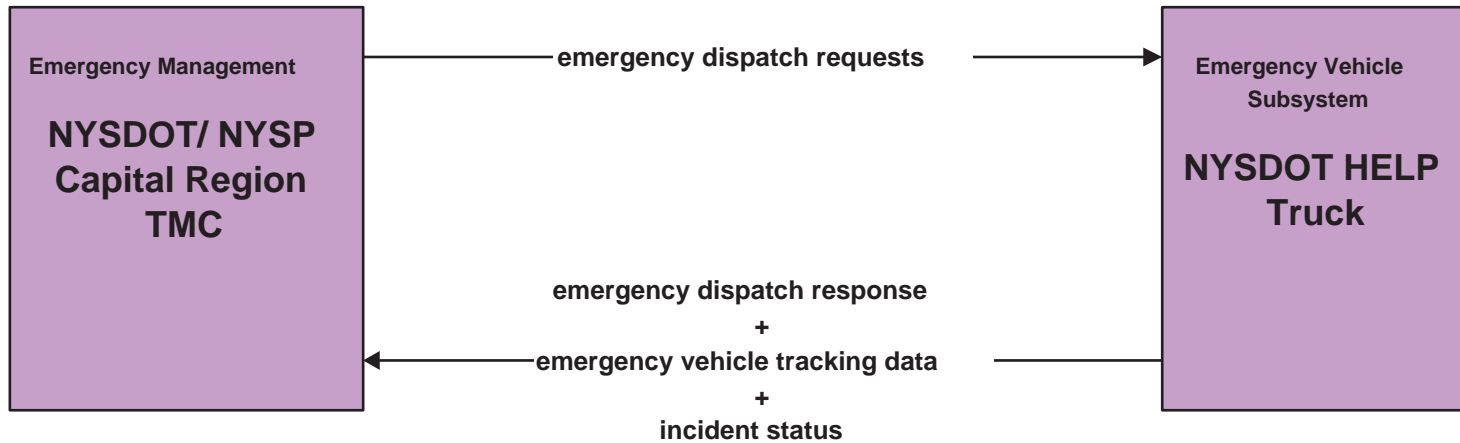 Emergency Management
NYSDOT/ NYSP
Capital Region
TMC
emergency dispatch requests
Emergency Vehicle
Subsystem
NYSDOT HELP
Truck
emergency dispatch response
+
emergency vehicle tracking data
+
incident status